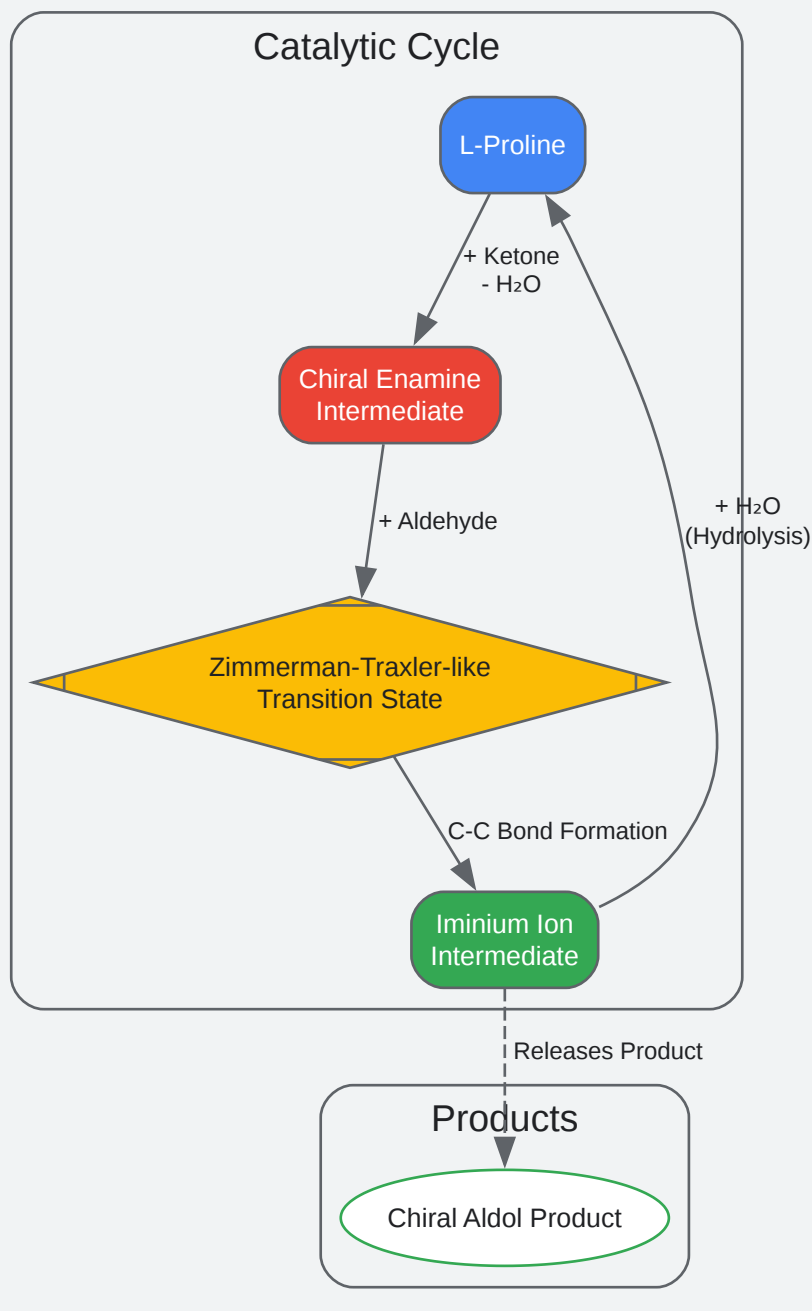 Catalytic Cycle
L-Proline
+ Ketone
- H₂O
Chiral Enamine
Intermediate
+ H₂O
(Hydrolysis)
+ Aldehyde
Zimmerman-Traxler-like
Transition State
C-C Bond Formation
Iminium Ion
Intermediate
Releases Product
Products
Chiral Aldol Product